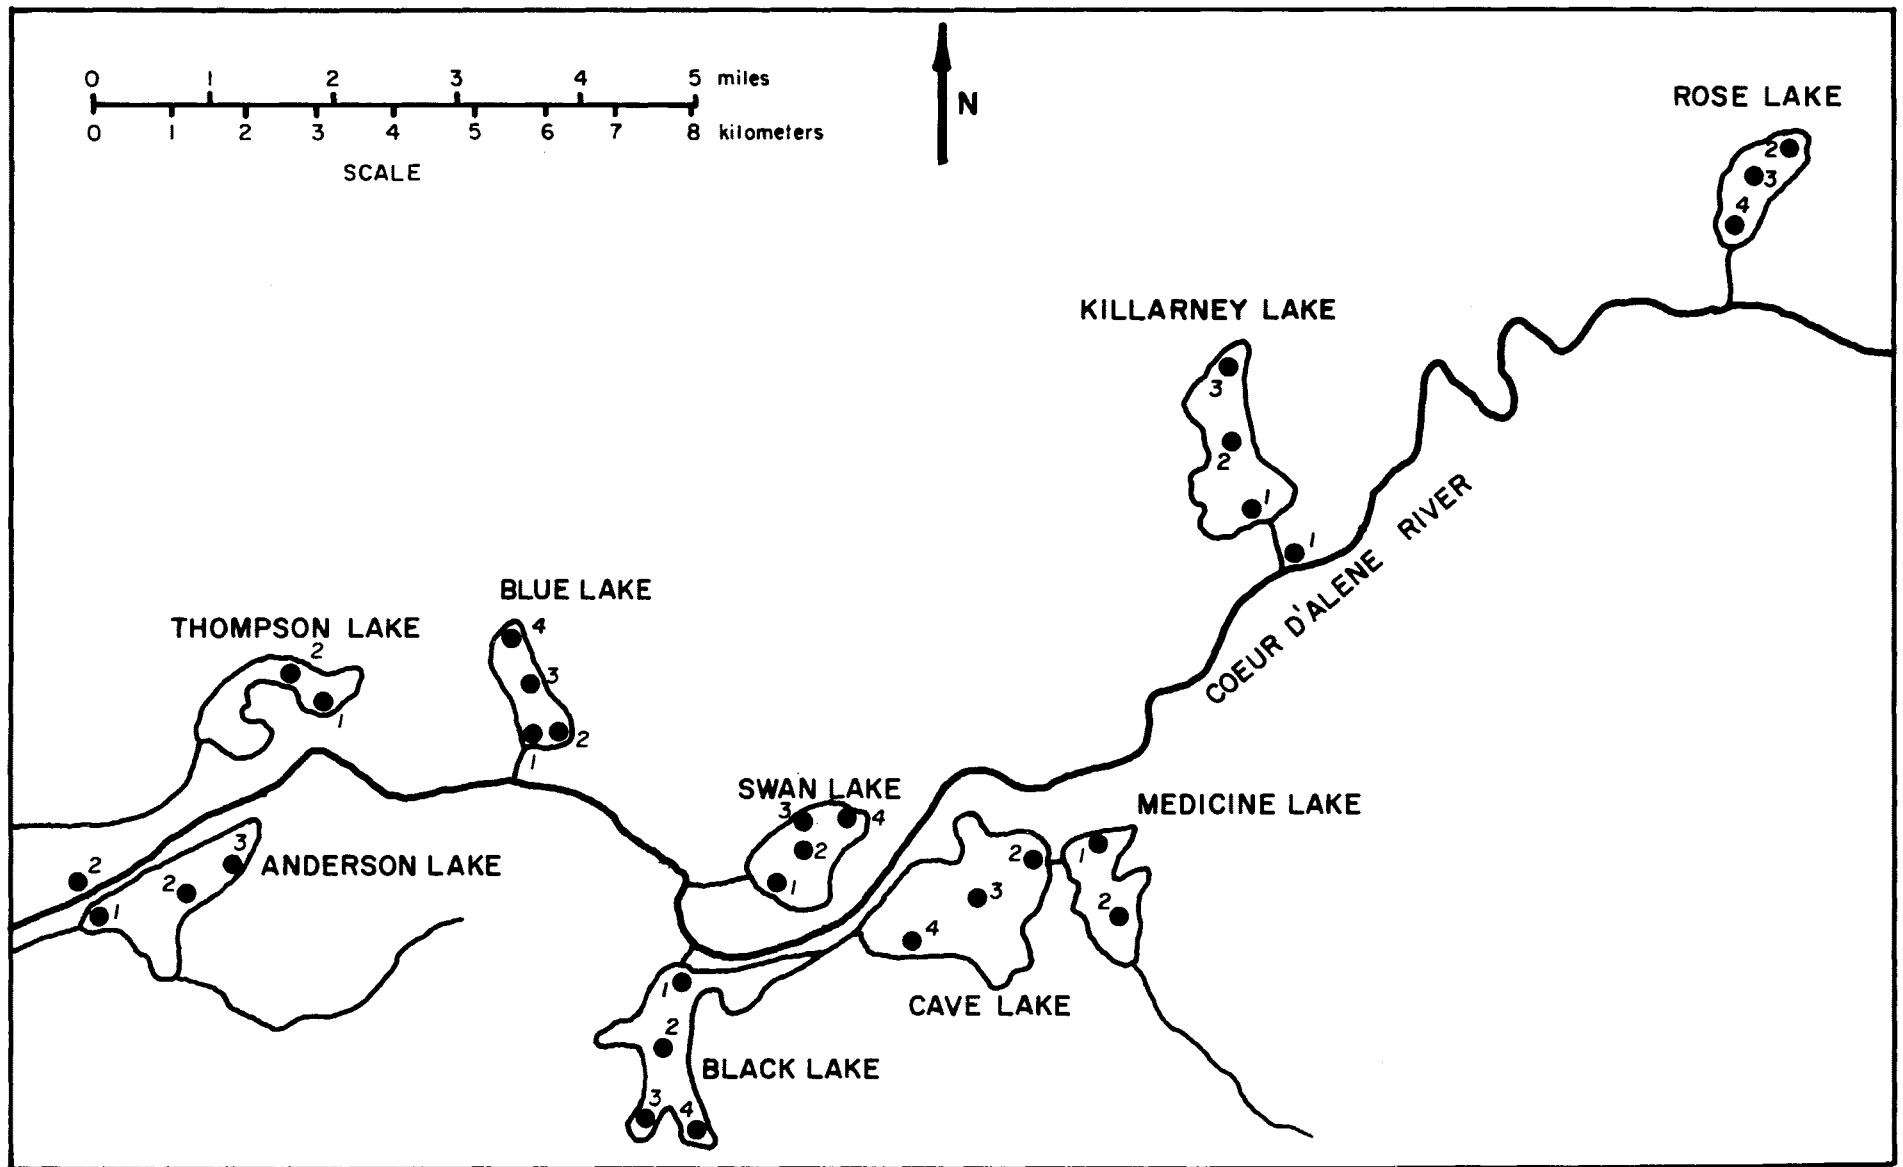 0 1 2 3 4 5 miles
0 1 2 3 4 5 6 7 8 kilometers
SCALE
N
ROSE LAKE
2
3
4
KILLARNEY LAKE
3
2
1
1
COEUR D'ALENE RIVER
BLUE LAKE
4
3
2
1
THOMPSON LAKE
2
1
SWAN LAKE
3
4
2
1
MEDICINE LAKE
1
2
ANDERSON LAKE
3
2
1
2
CAVE LAKE
2
3
4
BLACK LAKE
1
2
3
4